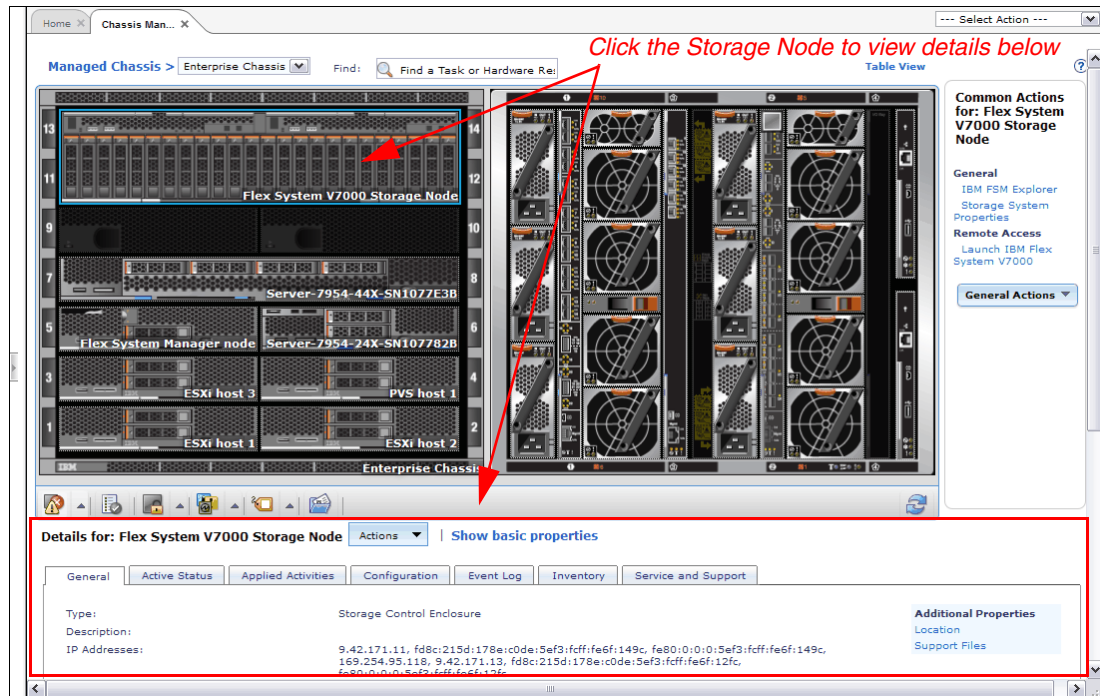 Home
Chassis Man...
--- Select Action ---
Click the Storage Node to view details below
Managed Chassis >
Enterprise Chassis
Find:
Find a Task or Hardware Re:
Table View
Common Actions
for: Flex System
V7000 Storage
Node
General
IBM FSM Explorer
Storage System
Properties
Remote Access
Launch IBM Flex
System V7000
General Actions
13
14
11
12
Flex System V7000 Storage Node
9
10
7
8
Server-7954-44X-SN1077E3B
5
6
Flex System Manager node
Server-7954-24X-SN107782B
3
4
ESXi host 3
PVS host 1
1
2
ESXi host 1
ESXi host 2
IBM
Enterprise Chassis
Details for: Flex System V7000 Storage Node
Actions
| Show basic properties
General
Active Status
Applied Activities
Configuration
Event Log
Inventory
Service and Support
Type:
Storage Control Enclosure
Description:
IP Addresses:
9.42.171.11, fd8c:215d:178e:c0de:5ef3:fcff:fe6f:149c, fe80:0:0:0:5ef3:fcff:fe6f:149c,
169.254.95.118, 9.42.171.13, fd8c:215d:178e:c0de:5ef3:fcff:fe6f:12fc,
fe80:0:0:0:5ef3:fcff:fe6f:12fc
Additional Properties
Location
Support Files